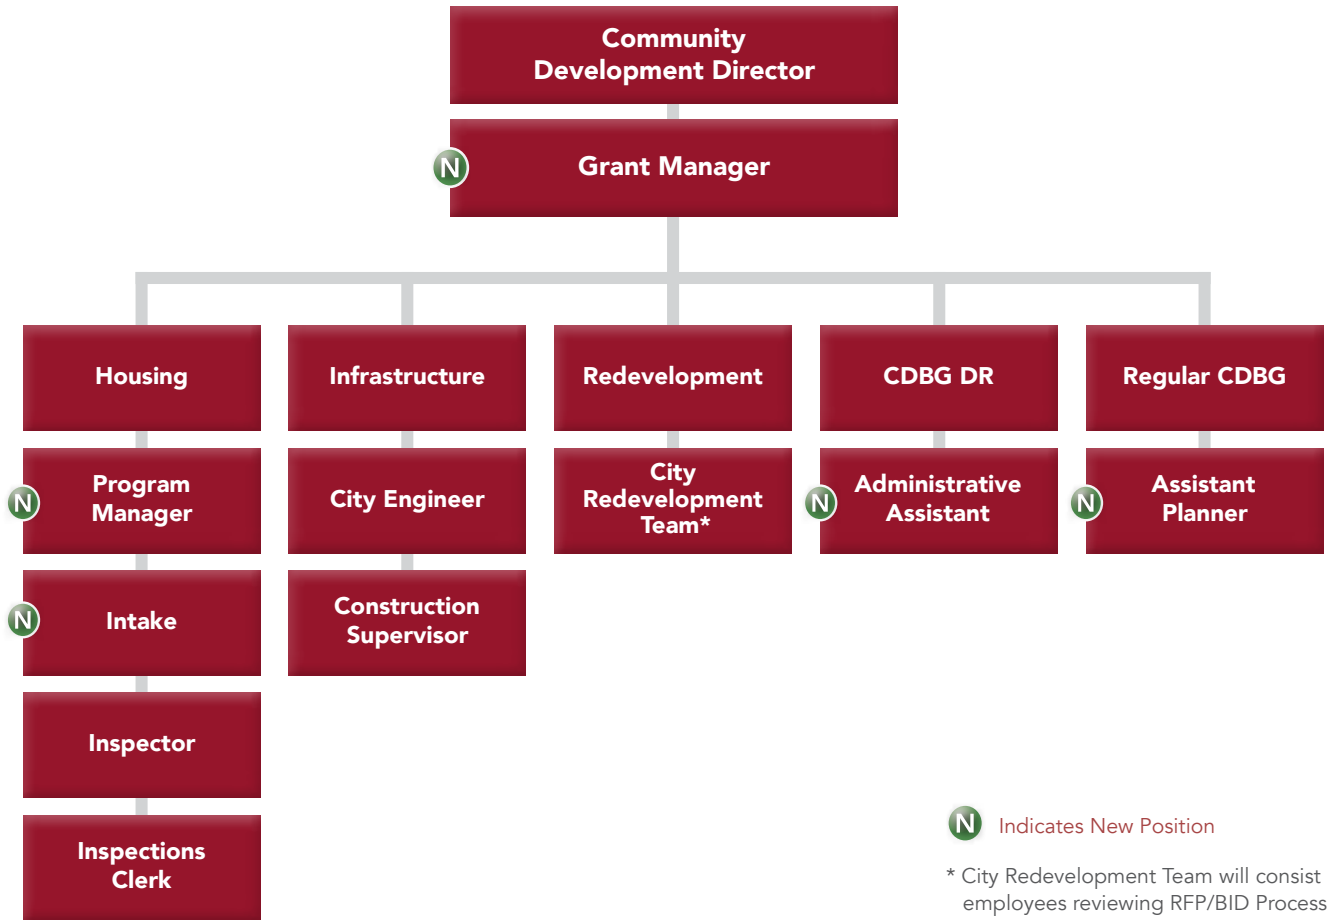 Community
Development Director
N
Grant Manager
Housing
Infrastructure
Redevelopment
CDBG DR
Regular CDBG
N
Program
Manager
City Engineer
City
Redevelopment
Team*
N
Administrative
Assistant
N
Assistant
Planner
N
Intake
Construction
Supervisor
Inspector
Inspections
Clerk
N Indicates New Position
* City Redevelopment Team will consist
employees reviewing RFP/BID Process